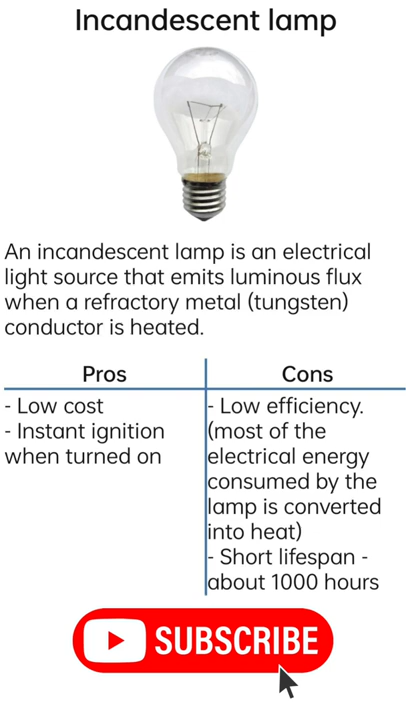 Incandescent lamp
An incandescent lamp is an electrical
light source that emits luminous flux
when a refractory metal (tungsten)
conductor is heated.
Pros
- Low cost
- Instant ignition
when turned on
Cons
- Low efficiency.
(most of the
electrical energy
consumed by the
lamp is converted
into heat)
- Short lifespan -
about 1000 hours
SUBSCRIBE